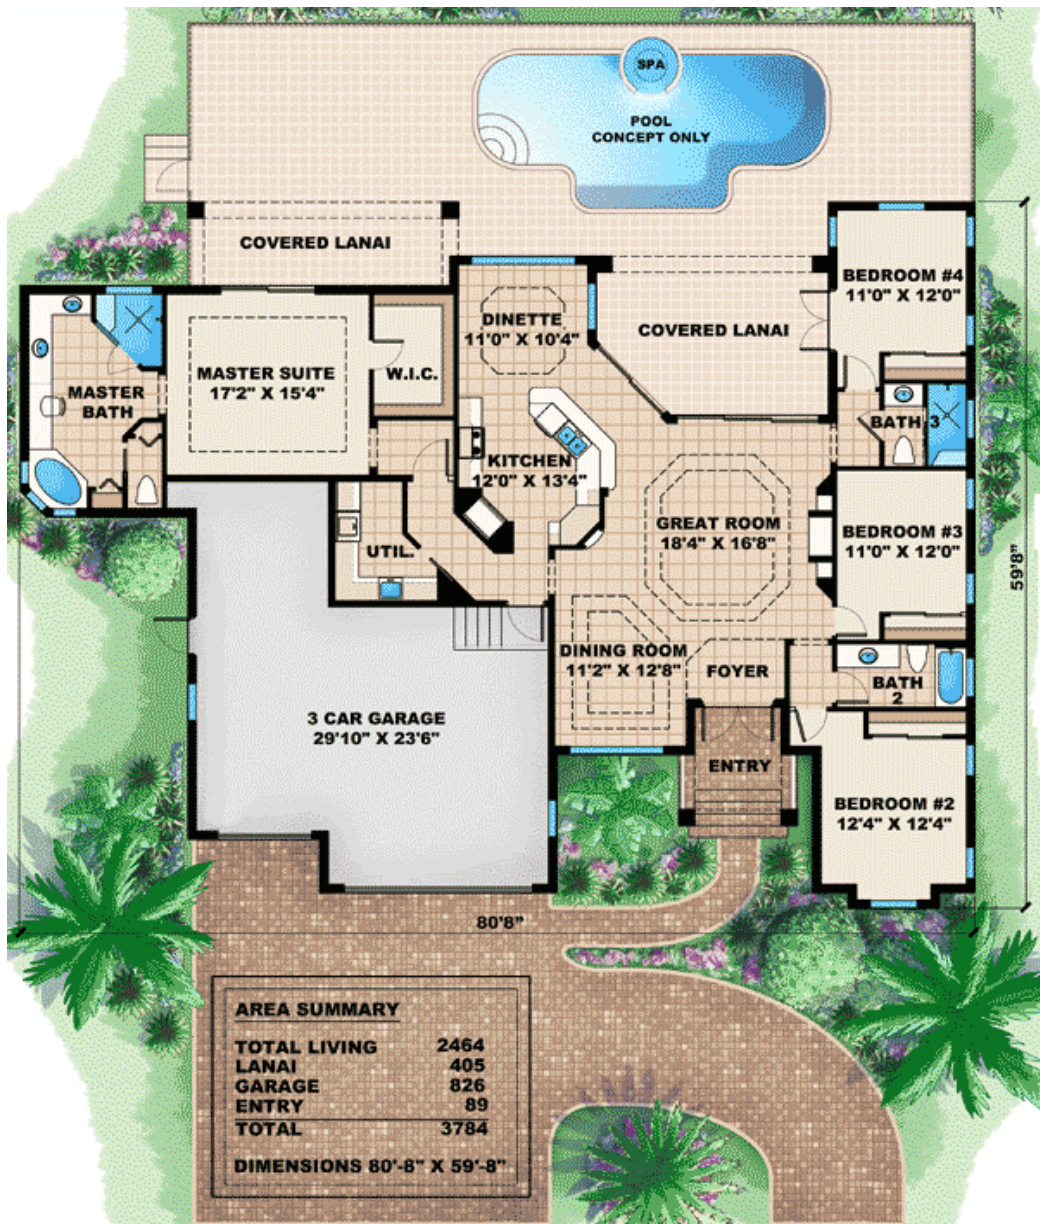 SPA
POOL
CONCEPT ONLY
COVERED LANAI
BEDROOM #4
11'0" X 12'0"
DINETTE
11'0" X 10'4"
COVERED LANAI
MASTER SUITE
17'2" X 15'4"
W.I.C.
MASTER
BATH
BATH 3
KITCHEN
12'0" X 13'4"
GREAT ROOM
18'4" X 16'8"
BEDROOM #3
11'0" X 12'0"
UTIL.
59'8"
DINING ROOM
11'2" X 12'8"
FOYER
BATH
2
3 CAR GARAGE
29'10" X 23'6"
ENTRY
BEDROOM #2
12'4" X 12'4"
80'8"
AREA SUMMARY
TOTAL LIVING 2464
LANAI 405
GARAGE 826
ENTRY 89
TOTAL 3784
DIMENSIONS 80'-8" X 59'-8"